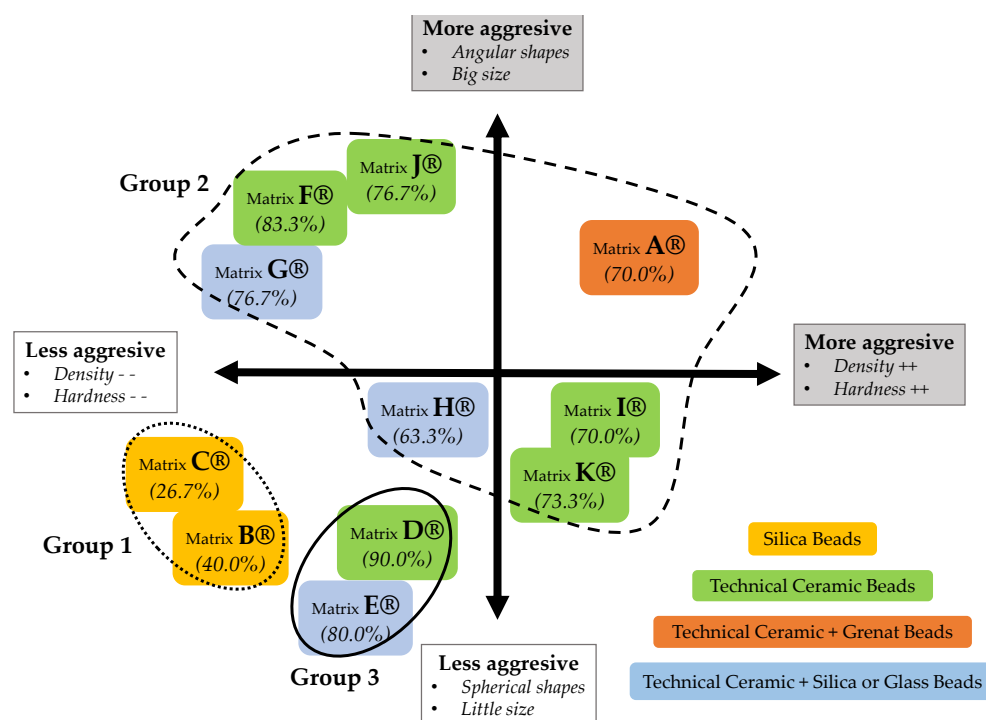 More aggresive
• Angular shapes
• Big size
Group 2
Matrix J®
(76.7%)
Matrix F®
(83.3%)
Matrix A®
(70.0%)
Matrix G®
(76.7%)
Less aggresive
• Density - -
• Hardness - -
More aggresive
• Density ++
• Hardness ++
Matrix H®
(63.3%)
Matrix I®
(70.0%)
Matrix C®
(26.7%)
Matrix K®
(73.3%)
Group 1
Matrix B®
(40.0%)
Matrix D®
(90.0%)
Matrix E®
(80.0%)
Group 3
Less aggresive
• Spherical shapes
• Little size
Silica Beads
Technical Ceramic Beads
Technical Ceramic + Grenat Beads
Technical Ceramic + Silica or Glass Beads